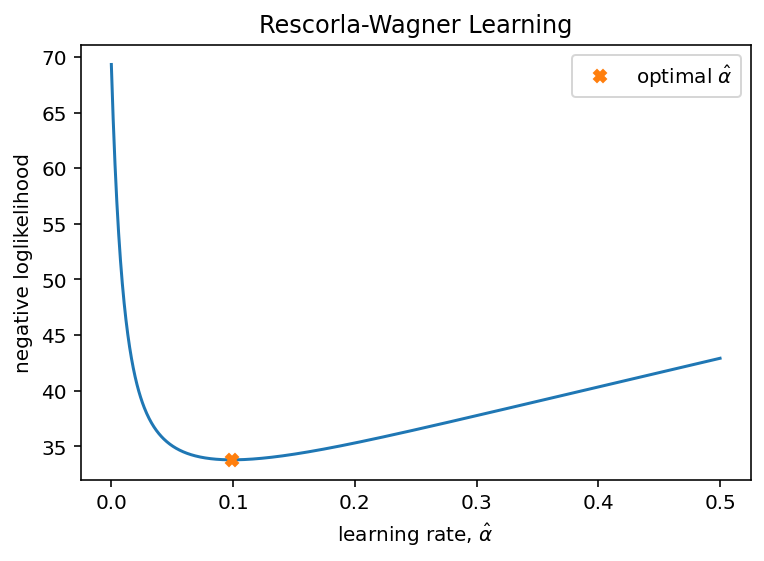 Rescorla-Wagner Learning
optimal α̂
negative loglikelihood
70
65
60
55
50
45
40
35
0.0 0.1 0.2 0.3 0.4 0.5
learning rate, α̂